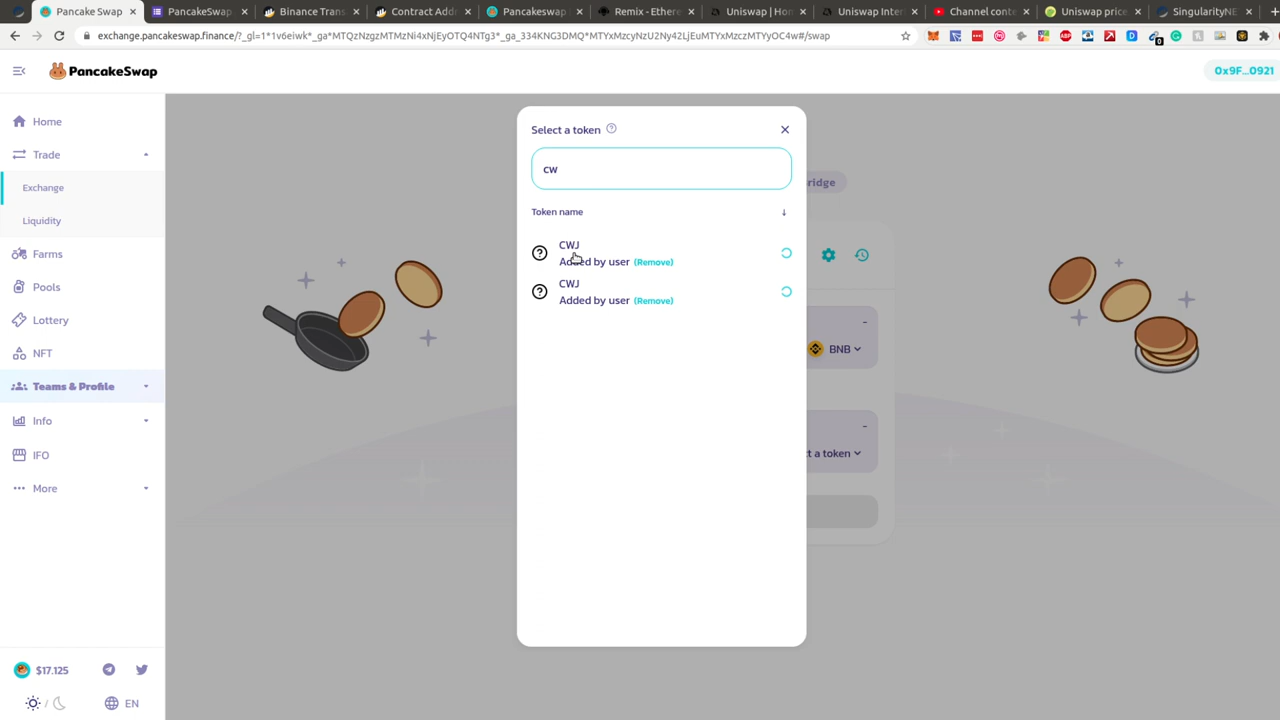 Pancake Swap
PancakeSwap
Binance Trans
Contract Addr
Pancakeswap
Remix - Ethere
Uniswap | Hon
Uniswap Inter
Channel conte
Uniswap price
SingularityNE
exchange.pancakeswap.finance/?_gl=1*1v6eiwk*_ga*MTQzNzgzMTMzNi4xNjEyOTQ4NTg3*_ga_334KNG3DMQ*MTYxMzcyNzU2Ny42LjEuMTYxMzczMTYyOC4w#/swap
PancakeSwap
0x9F...0921
Home
Trade
Exchange
Liquidity
Farms
Pools
Lottery
NFT
Teams & Profile
Info
IFO
More
$17.125
EN
Select a token
cw
Token name
CWJ
Added by user (Remove)
CWJ
Added by user (Remove)
ridge
-
BNB
-
ct a token